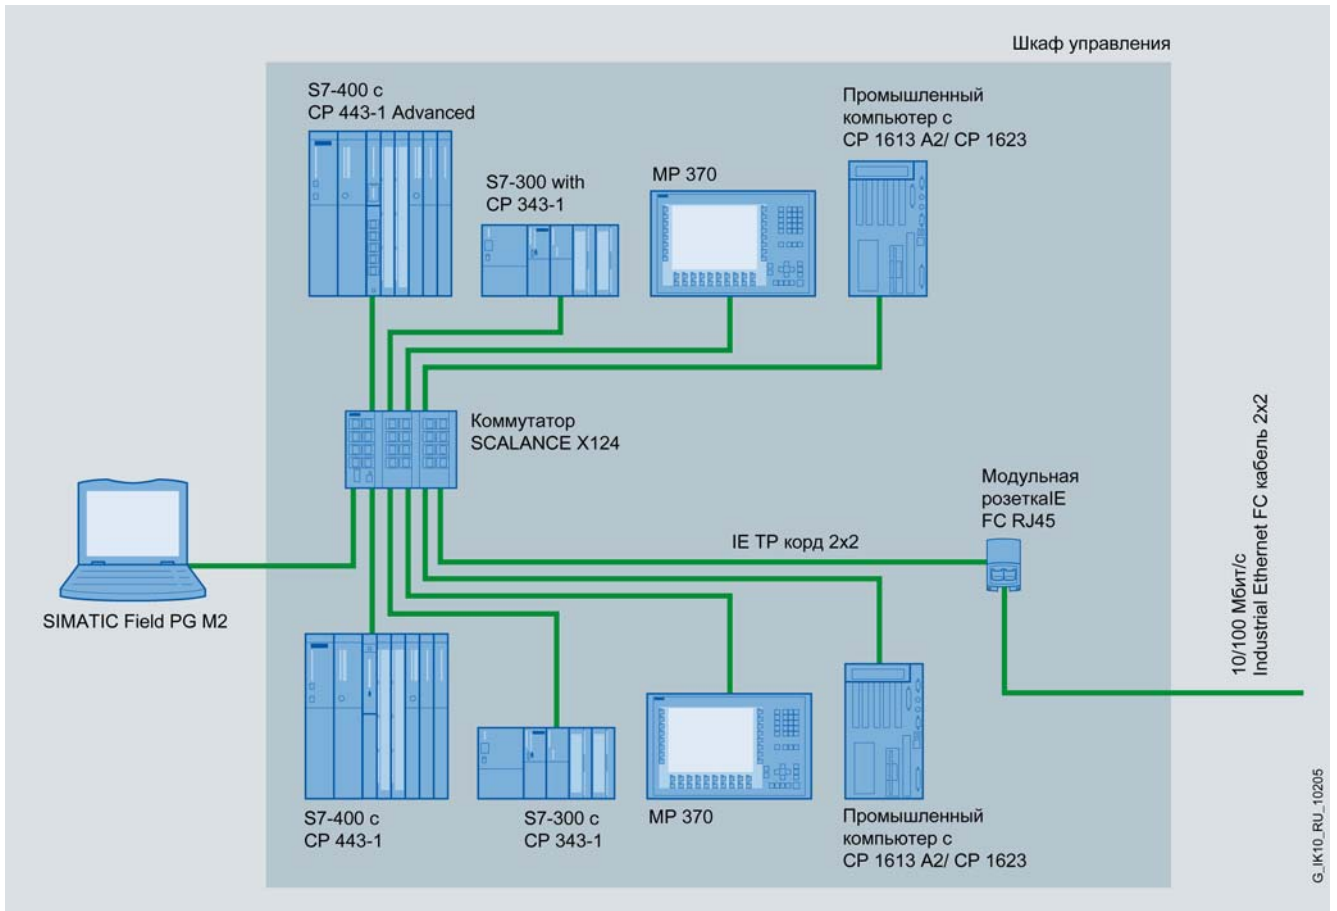 Шкаф управления
S7-400 с
CP 443-1 Advanced
S7-300 with
CP 343-1
MP 370
Промышленный
компьютер с
CP 1613 A2/ CP 1623
Коммутатор
SCALANCE X124
Модульная
розеткаIE
FC RJ45
IE TP корд 2x2
SIMATIC Field PG M2
10/100 Мбит/с
Industrial Ethernet FC кабель 2x2
S7-400 с
CP 443-1
S7-300 с
CP 343-1
MP 370
Промышленный
компьютер с
CP 1613 A2/ CP 1623
G_IK10_RU_10205